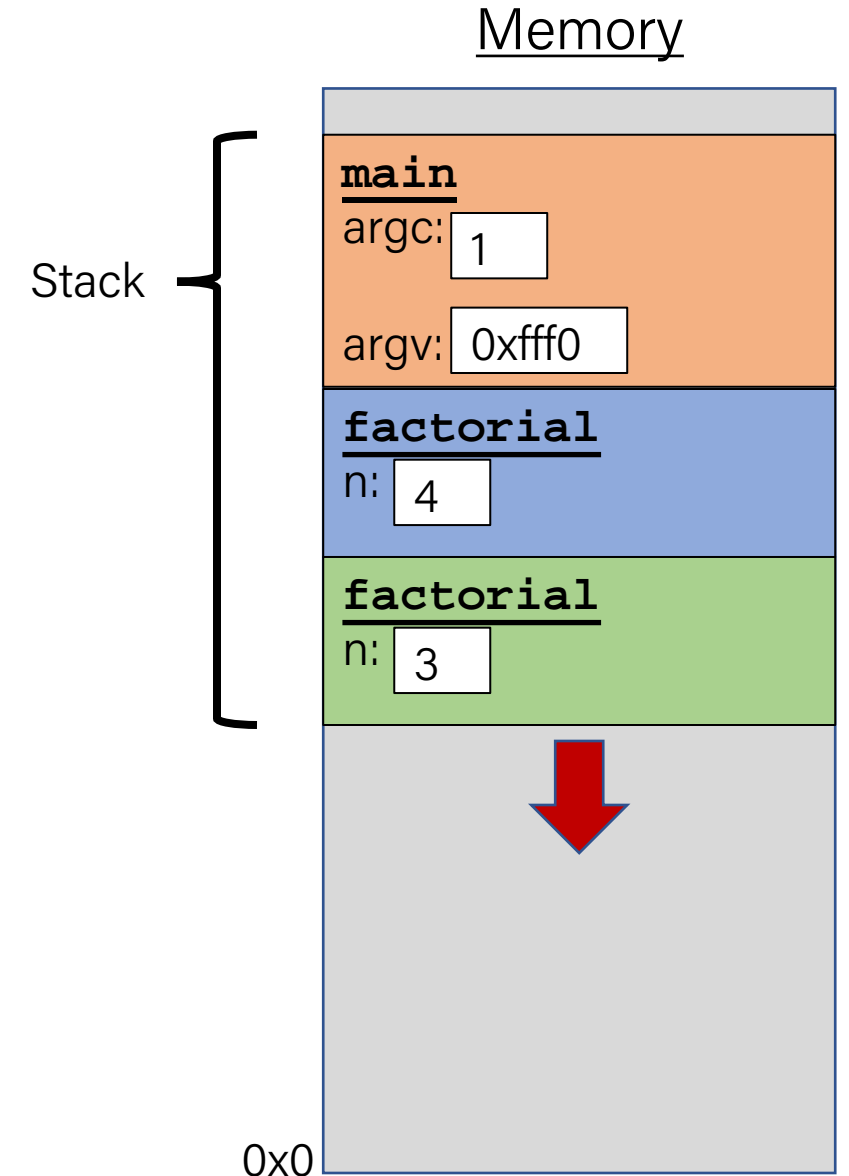 Memory
main
argc: 1
Stack
argv: 0xfff0
factorial
n: 4
factorial
n: 3
0x0